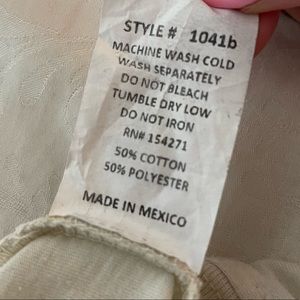 STYLE # 1041b
MACHINE WASH COLD
WASH SEPARATELY
DO NOT BLEACH
TUMBLE DRY LOW
DO NOT IRON
RN# 154271
50% COTTON
50% POLYESTER
MADE IN MEXICO